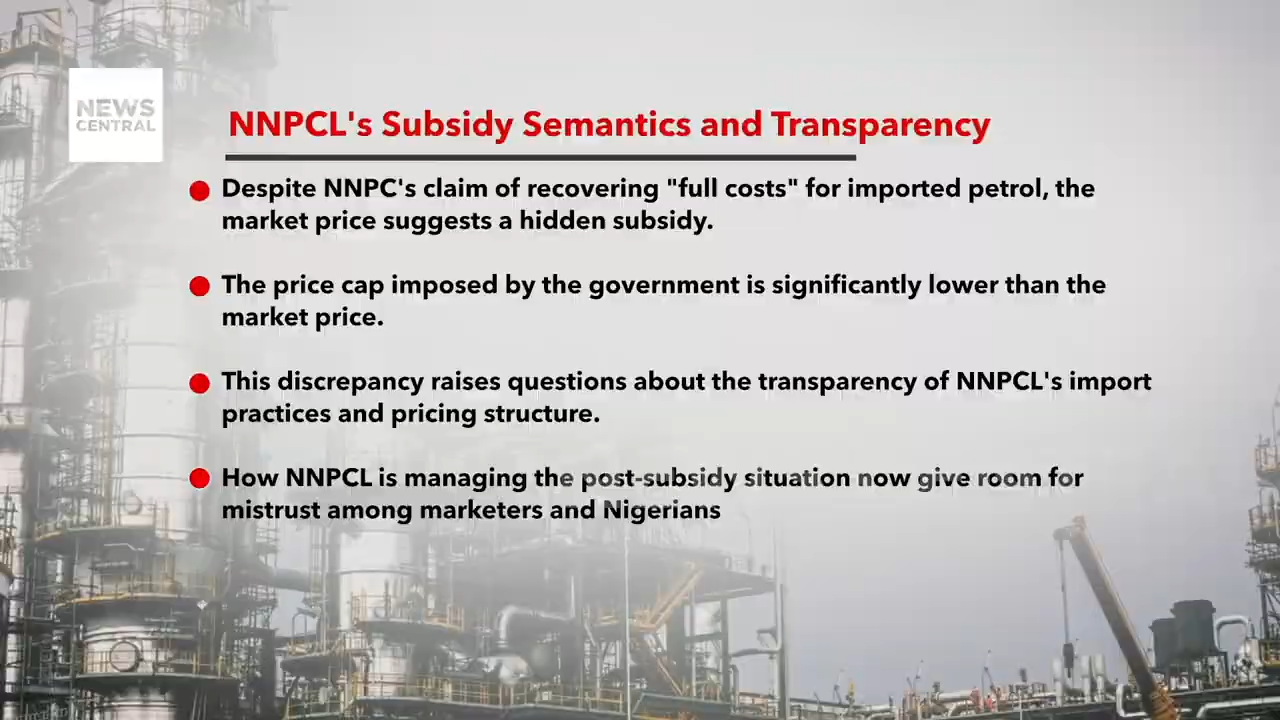 NEWS
CENTRAL
NNPCL's Subsidy Semantics and Transparency
Despite NNPC's claim of recovering "full costs" for imported petrol, the
market price suggests a hidden subsidy.
The price cap imposed by the government is significantly lower than the
market price.
This discrepancy raises questions about the transparency of NNPCL's import
practices and pricing structure.
How NNPCL is managing the post-subsidy situation now give room for
mistrust among marketers and Nigerians